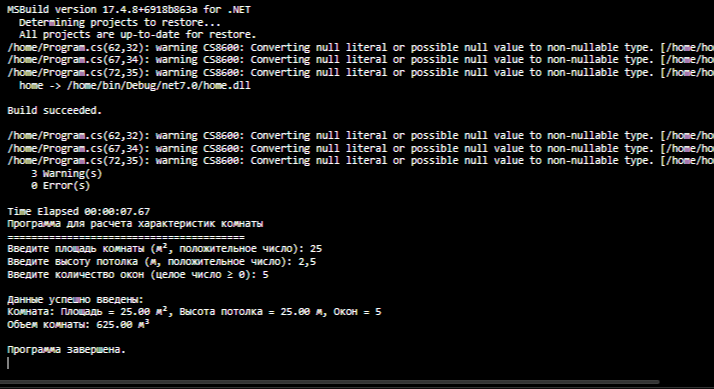 MSBuild version 17.4.8+6918b863a for .NET
Determining projects to restore...
All projects are up-to-date for restore.
/home/Program.cs(62,32): warning CS8600: Converting null literal or possible null value to non-nullable type. [/home/ho
/home/Program.cs(67,34): warning CS8600: Converting null literal or possible null value to non-nullable type. [/home/ho
/home/Program.cs(72,35): warning CS8600: Converting null literal or possible null value to non-nullable type. [/home/ho
home -> /home/bin/Debug/net7.0/home.dll
Build succeeded.
/home/Program.cs(62,32): warning CS8600: Converting null literal or possible null value to non-nullable type. [/home/ho
/home/Program.cs(67,34): warning CS8600: Converting null literal or possible null value to non-nullable type. [/home/ho
/home/Program.cs(72,35): warning CS8600: Converting null literal or possible null value to non-nullable type. [/home/ho
3 Warning(s)
0 Error(s)
Time Elapsed 00:00:07.67
Программа для расчета характеристик комнаты
========================================
Введите площадь комнаты (м², положительное число): 25
Введите высоту потолка (м, положительное число): 2,5
Введите количество окон (целое число ≥ 0): 5
Данные успешно введены:
Комната: Площадь = 25.00 м², Высота потолка = 25.00 м, Окон = 5
Объем комнаты: 625.00 м³
Программа завершена.